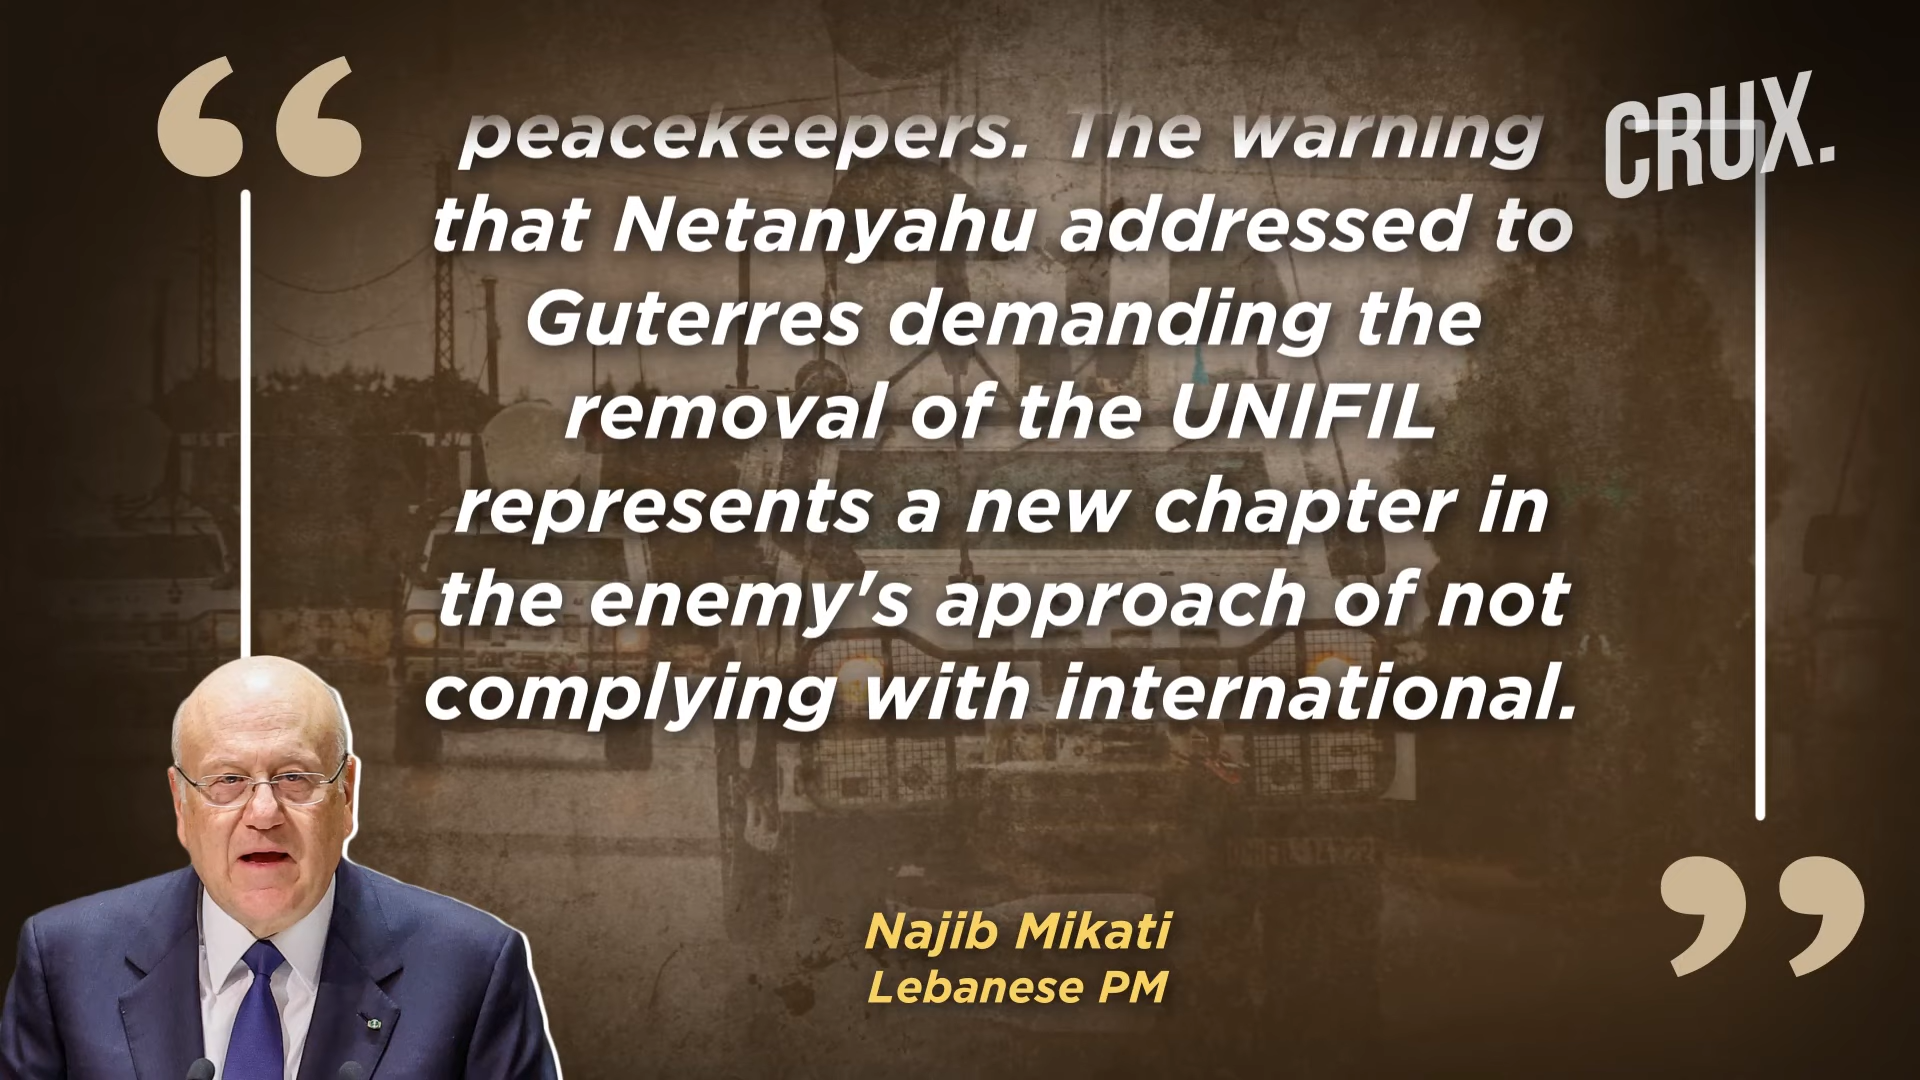 CRUX.
peacekeepers. The warning
that Netanyahu addressed to
Guterres demanding the
removal of the UNIFIL
represents a new chapter in
the enemy's approach of not
complying with international.
Najib Mikati
Lebanese PM